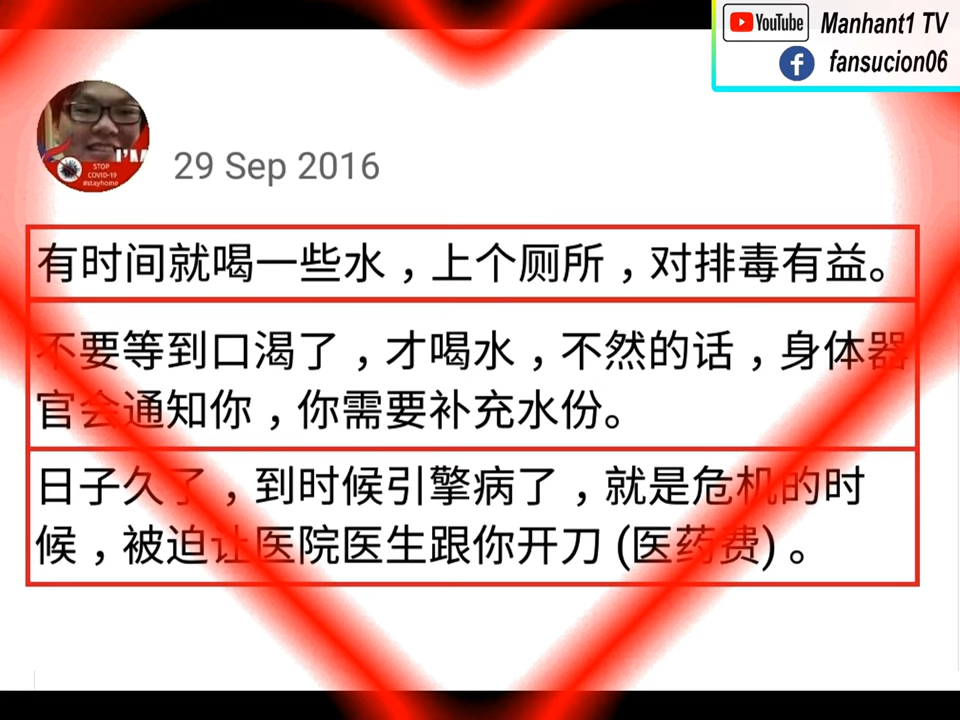 YouTube Manhant1 TV
fansucion06
I'M
STOP
COVID-19
#stayhome
29 Sep 2016
有时间就喝一些水，上个厕所，对排毒有益。
不要等到口渴了，才喝水，不然的话，身体器
官会通知你，你需要补充水份。
日子久了，到时候引擎病了，就是危机的时
候，被迫让医院医生跟你开刀 (医药费) 。